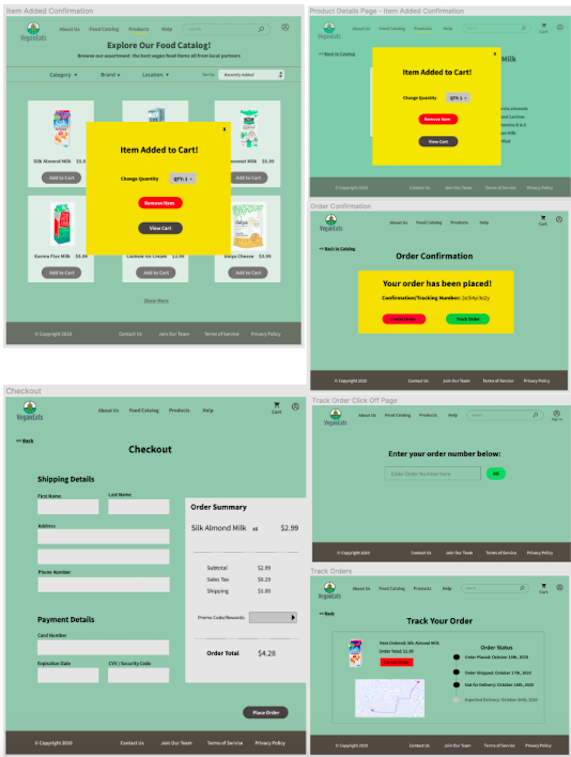 Item Added Confirmation
VeganEats
About Us Food Catalog Products Help
Search
Explore Our Food Catalog!
Browse our assortment the best vegan food items all from local partners
Category ▾ Brand ▾ Location ▾ Sort by Recently Added
X
Item Added to Cart!
Change Quantity QTY: 1
Remove Item
View Cart
Silk Almond Milk
Coconut Milk $3.99
Add to Cart Add to Cart
Karma Flax Milk
Cheese $3.99
Add to Cart Add to Cart Add to Cart
Show More
© Copyright 2020 Contact Us Join Our Team Terms of Service Privacy Policy
Product Details Page - Item Added Confirmation
VeganEats
About Us Food Catalog Products Help Search Cart
<< Back to Catalog
Milk
X
Item Added to Cart!
Change Quantity QTY: 1
Remove Item
View Cart
© Copyright 2020 Contact Us Join Our Team Terms of Service Privacy Policy
Order Confirmation
VeganEats
About Us Food Catalog Products Help Cart
<< Back to Catalog
Order Confirmation
Your order has been placed!
Confirmation/Tracking Number:
Cancel Order Track Order
© Copyright 2020 Contact Us Join Our Team Terms of Service Privacy Policy
Checkout
VeganEats
About Us Food Catalog Products Help Cart
<< Back
Checkout
Shipping Details
First Name Last Name
Address
Phone Number
Payment Details
Card Number
Expiration Date CVV / Security Code
Order Summary
Silk Almond Milk x1 $2.99
Subtotal $2.99
Sales Tax $0.29
Shipping $1.00
Promo Code/Rewards:
Order Total $4.28
Place Order
© Copyright 2020 Contact Us Join Our Team Terms of Service Privacy Policy
Track Order Click Off Page
VeganEats
About Us Food Catalog Products Help Search Cart Sign In
Enter your order number below:
Enter Order Number Here
GO
© Copyright 2020 Contact Us Join Our Team Terms of Service Privacy Policy
Track Orders
VeganEats
About Us Food Catalog Products Help Search Cart
<< Back
Track Your Order
Item Ordered: Silk Almond Milk
Order Total: $2.99
Cancel Order
Order Status
Order Placed: October 15th, 2020
Order Shipped: October 17th, 2020
Out for Delivery: October 19th, 2020
Expected Delivery: October 20th, 2020
© Copyright 2020 Contact Us Join Our Team Terms of Service Privacy Policy